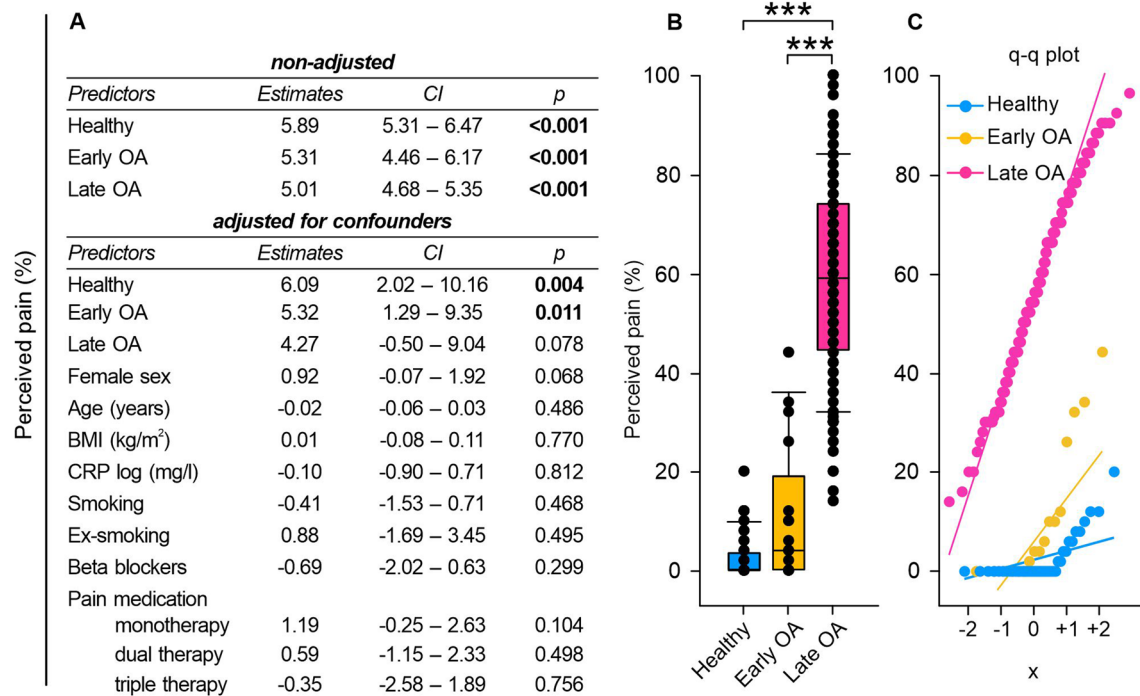 Perceived pain (%)
A
non-adjusted
Predictors Estimates CI p
Healthy 5.89 5.31 – 6.47 <0.001
Early OA 5.31 4.46 – 6.17 <0.001
Late OA 5.01 4.68 – 5.35 <0.001
adjusted for confounders
Predictors Estimates CI p
Healthy 6.09 2.02 – 10.16 0.004
Early OA 5.32 1.29 – 9.35 0.011
Late OA 4.27 -0.50 – 9.04 0.078
Female sex 0.92 -0.07 – 1.92 0.068
Age (years) -0.02 -0.06 – 0.03 0.486
BMI (kg/m²) 0.01 -0.08 – 0.11 0.770
CRP log (mg/l) -0.10 -0.90 – 0.71 0.812
Smoking -0.41 -1.53 – 0.71 0.468
Ex-smoking 0.88 -1.69 – 3.45 0.495
Beta blockers -0.69 -2.02 – 0.63 0.299
Pain medication
monotherapy 1.19 -0.25 – 2.63 0.104
dual therapy 0.59 -1.15 – 2.33 0.498
triple therapy -0.35 -2.58 – 1.89 0.756
B
***
***
Perceived pain (%)
100
80
60
40
20
0
Healthy
Early OA
Late OA
C
q-q plot
Healthy
Early OA
Late OA
100
80
60
40
20
0
-2 -1 0 +1 +2
x